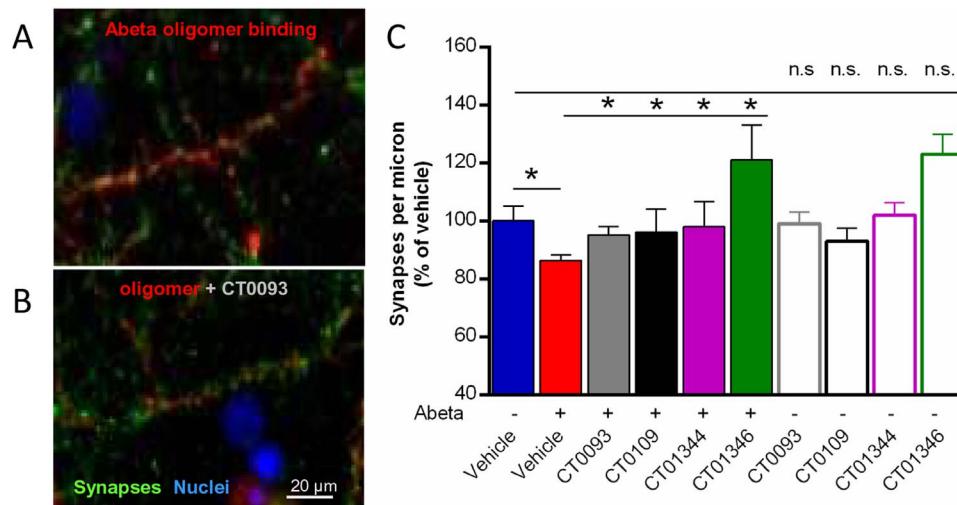 A
Abeta oligomer binding
B
oligomer + CT0093
Synapses Nuclei
20 μm
C
Synapses per micron
(% of vehicle)
160
140
120
100
80
60
40
n.s n.s. n.s. n.s.
* * * *
*
Abeta - + + + + + - - - -
Vehicle Vehicle CT0093 CT0109 CT01344 CT01346 CT0093 CT0109 CT01344 CT01346